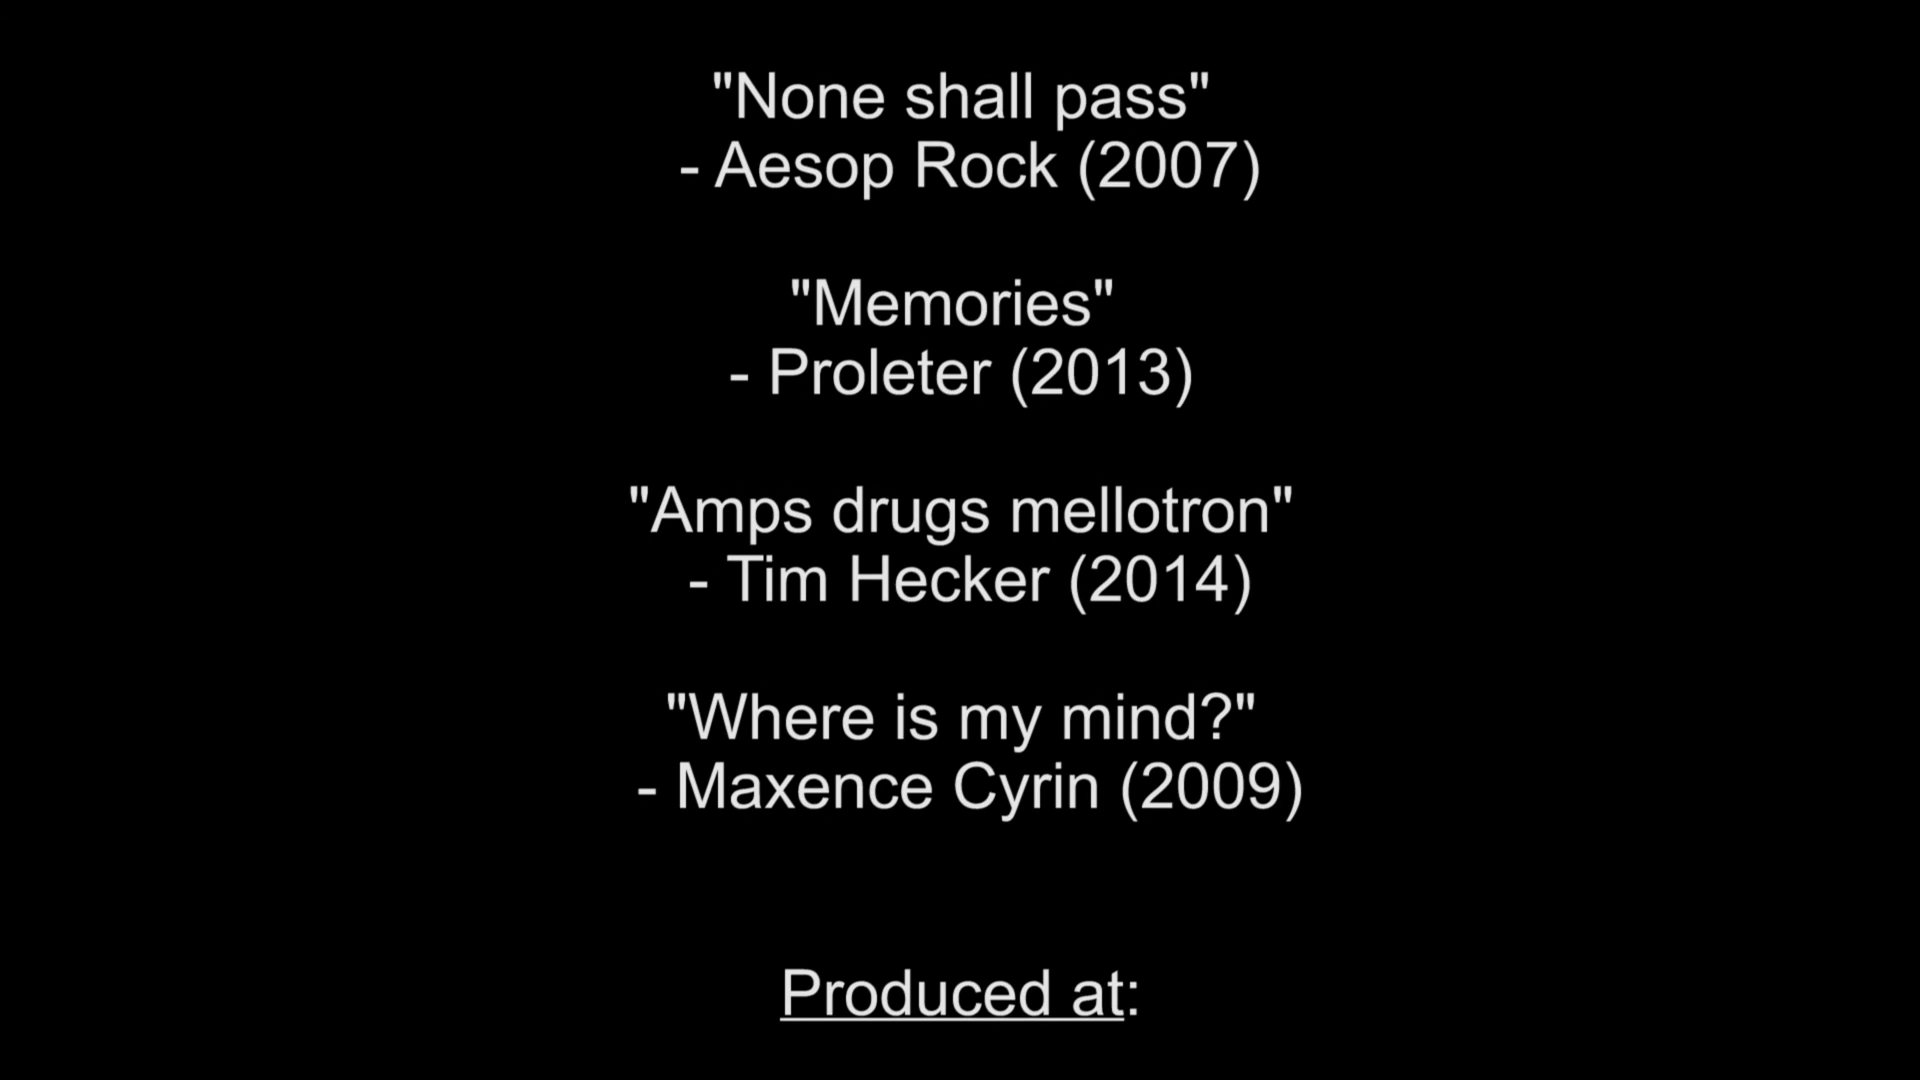 "None shall pass"
- Aesop Rock (2007)
"Memories"
- Proleter (2013)
"Amps drugs mellotron"
- Tim Hecker (2014)
"Where is my mind?"
- Maxence Cyrin (2009)
Produced at: